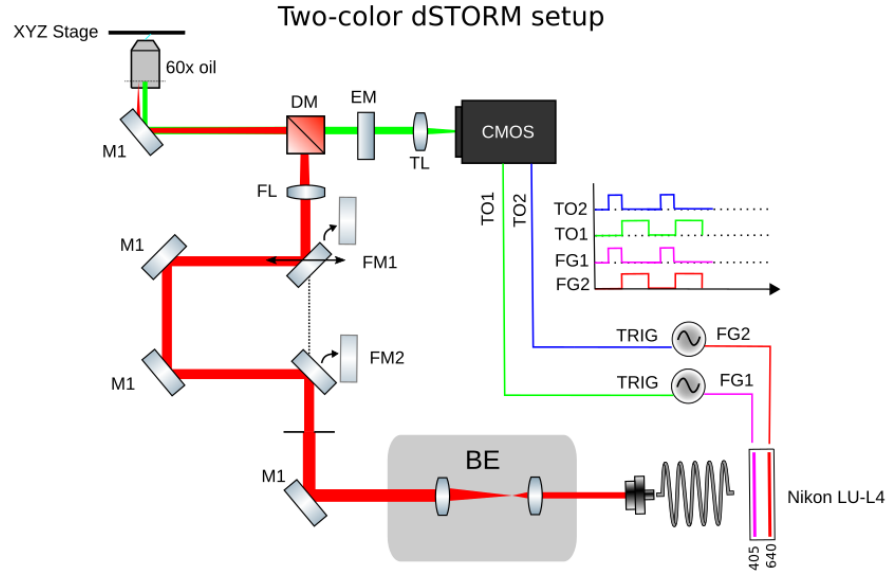 Two-color dSTORM setup
XYZ Stage
60x oil
M1
DM
EM
TL
CMOS
FL
TO1
TO2
M1
FM1
TO2
TO1
FG1
FG2
FM2
M1
TRIG
FG2
TRIG
FG1
M1
BE
Nikon LU-L4
405
640